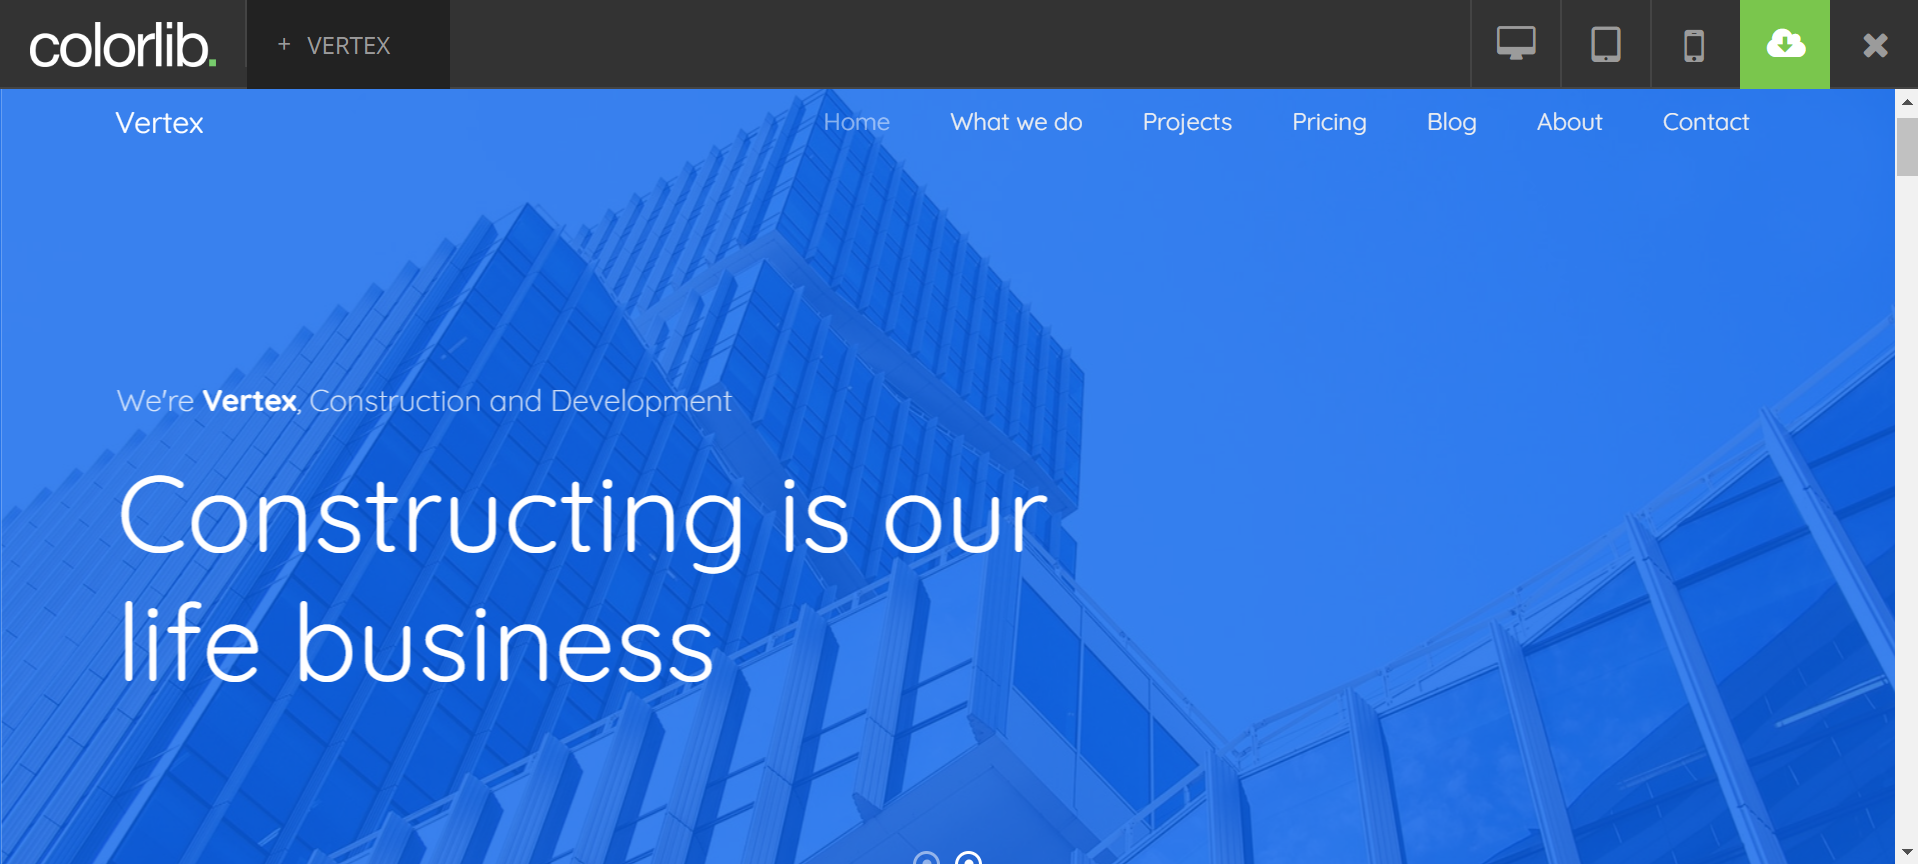 colorlib.
+ VERTEX
Vertex
Home What we do Projects Pricing Blog About Contact
We're Vertex, Construction and Development
Constructing is our
life business